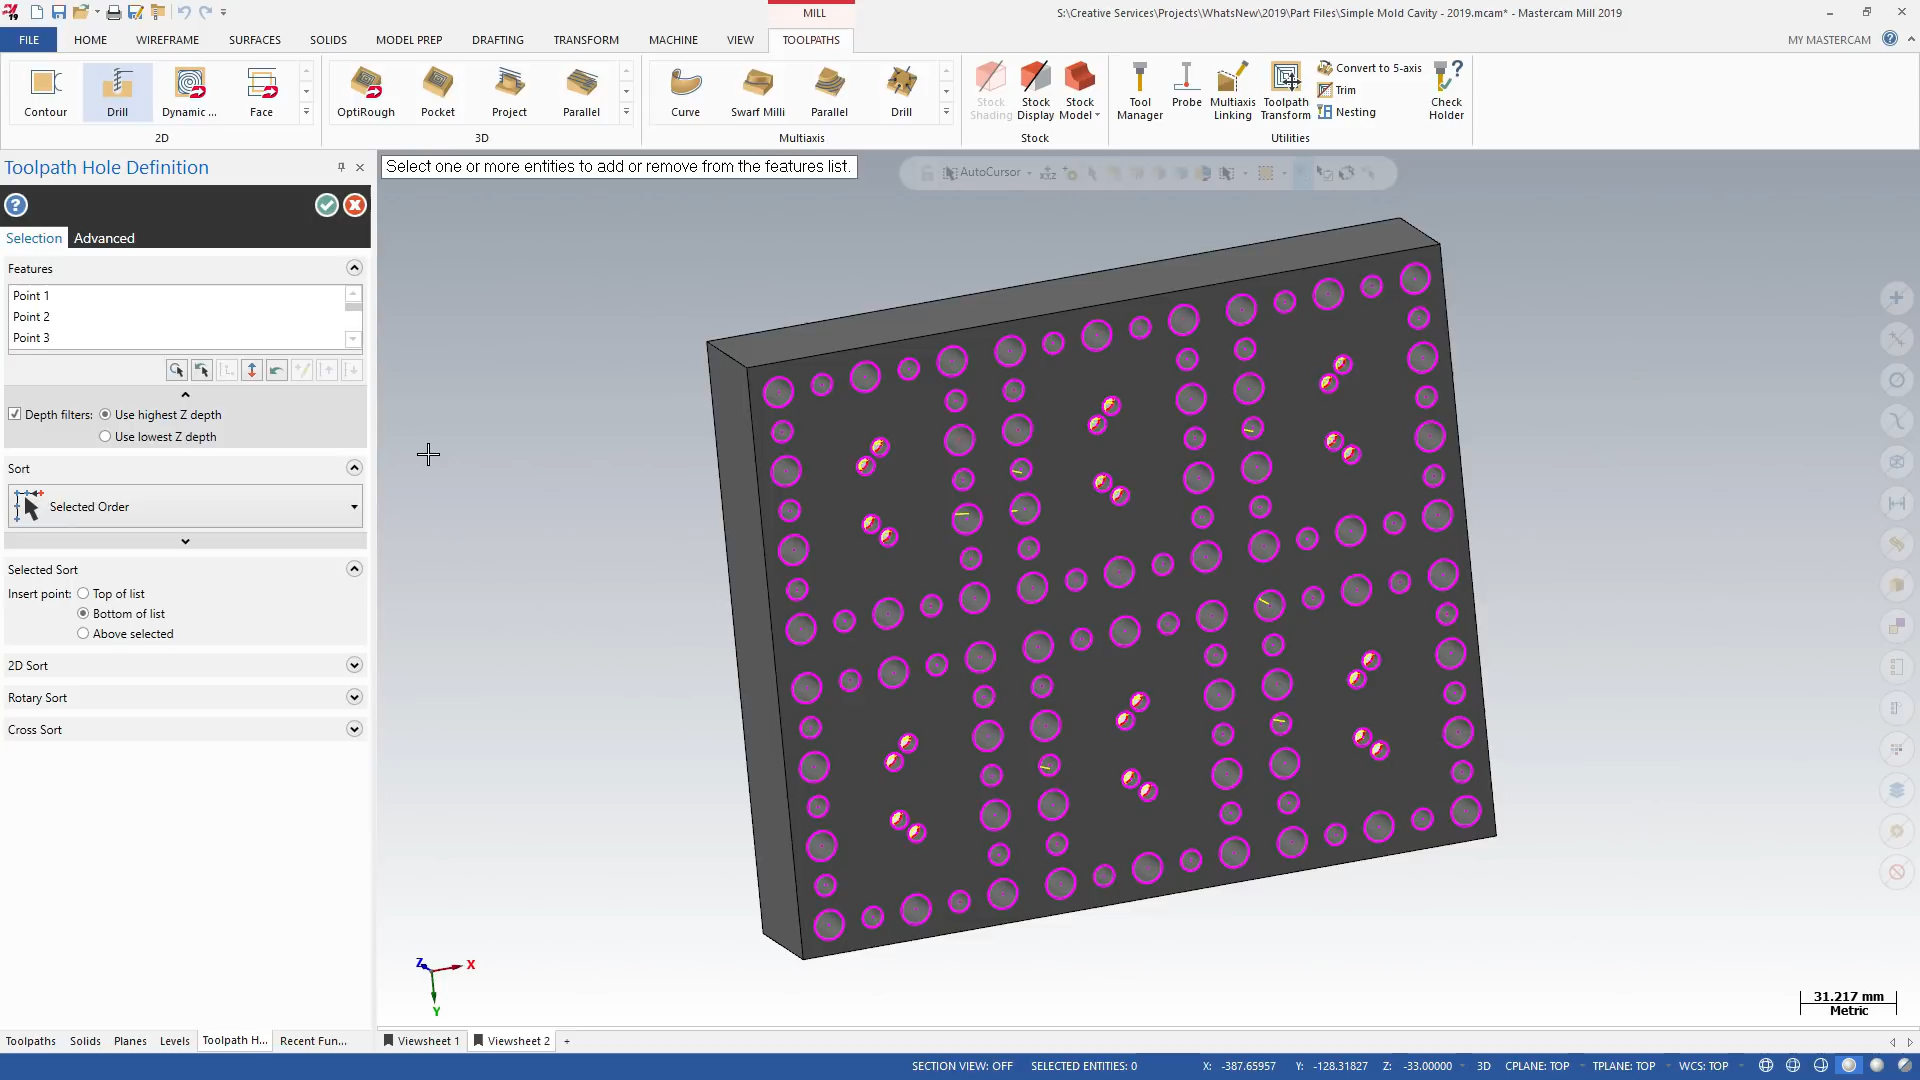 19
MILL
S:\Creative Services\Projects\WhatsNew\2019\Part Files\Simple Mold Cavity - 2019.mcam* - Mastercam Mill 2019
FILE HOME WIREFRAME SURFACES SOLIDS MODEL PREP DRAFTING TRANSFORM MACHINE VIEW TOOLPATHS MY MASTERCAM
Contour Drill Dynamic ... Face
2D
OptiRough Pocket Project Parallel
3D
Curve Swarf Milli Parallel Drill
Multiaxis
Stock Shading
Stock Display
Stock Model
Stock
Tool Manager
Probe
Multiaxis Linking
Toolpath Transform
Convert to 5-axis
Trim
Nesting
Utilities
Check Holder
Toolpath Hole Definition
Select one or more entities to add or remove from the features list.
AutoCursor
Selection Advanced
Features
Point 1
Point 2
Point 3
Depth filters: Use highest Z depth
Use lowest Z depth
Sort
Selected Order
Selected Sort
Insert point: Top of list
Bottom of list
Above selected
2D Sort
Rotary Sort
Cross Sort
Z X
Y
31.217 mm
Metric
Toolpaths Solids Planes Levels Toolpath H... Recent Fun...
Viewsheet 1 Viewsheet 2 +
SECTION VIEW: OFF SELECTED ENTITIES: 0 X: -387.65957 Y: -128.31827 Z: -33.00000 3D CPLANE: TOP TPLANE: TOP WCS: TOP